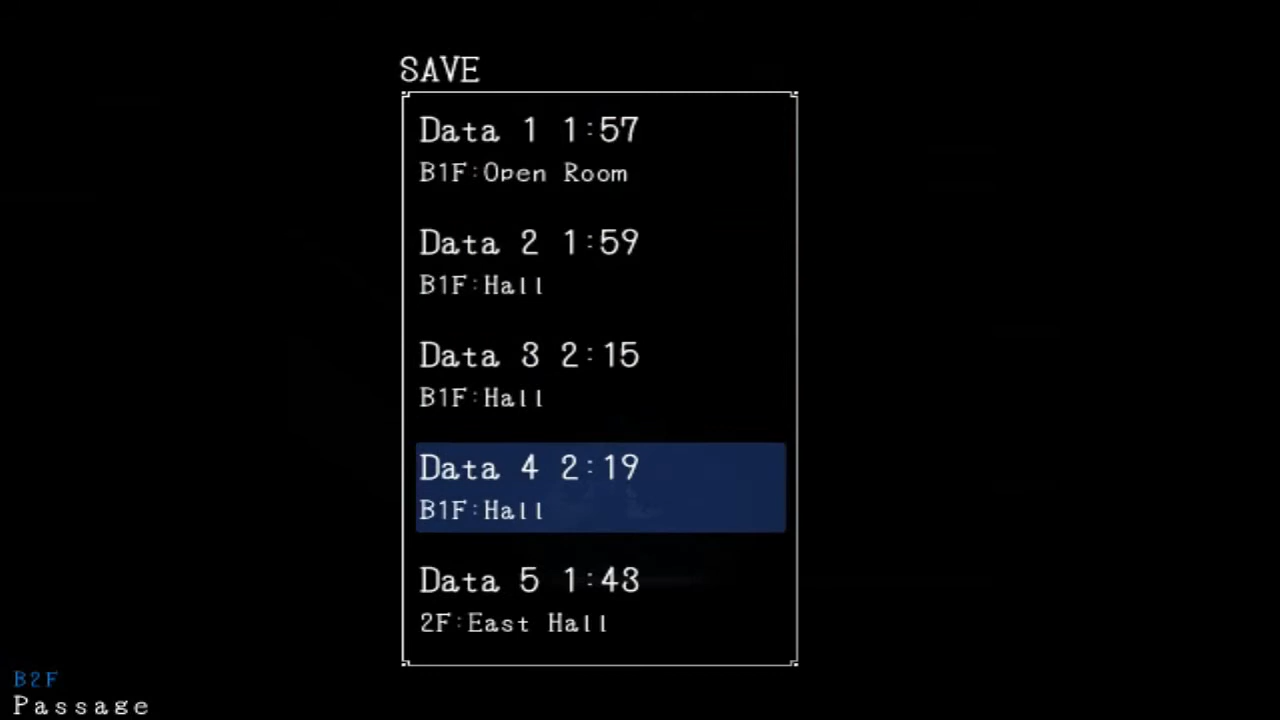 SAVE
Data 1 1:57
B1F:Open Room
Data 2 1:59
B1F:Hall
Data 3 2:15
B1F:Hall
Data 4 2:19
B1F:Hall
Data 5 1:43
2F:East Hall
B2F
Passage